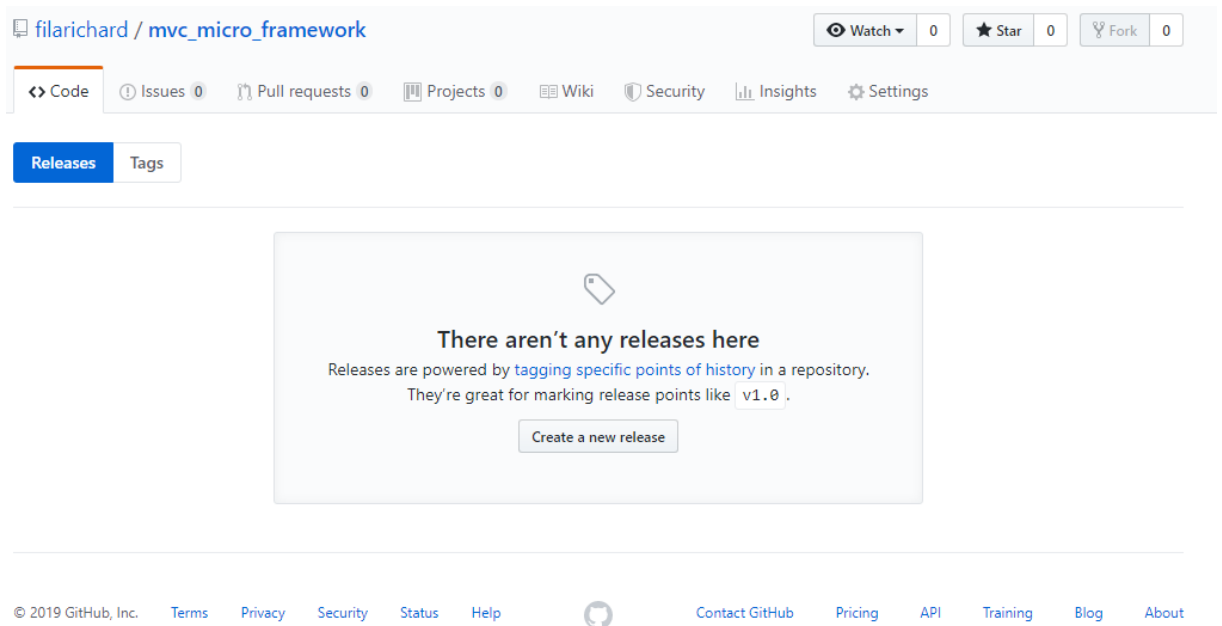 filarichard / mvc_micro_framework
Watch 0 Star 0 Fork 0
Code Issues 0 Pull requests 0 Projects 0 Wiki Security Insights Settings
Releases Tags
There aren’t any releases here
Releases are powered by tagging specific points of history in a repository.
They’re great for marking release points like v1.0.
Create a new release
© 2019 GitHub, Inc. Terms Privacy Security Status Help Contact GitHub Pricing API Training Blog About